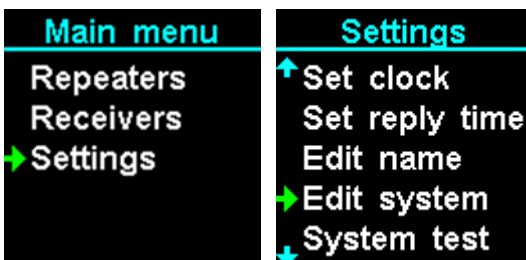 Main menu
Repeaters
Receivers
Settings
Settings
Set clock
Set reply time
Edit name
Edit system
System test